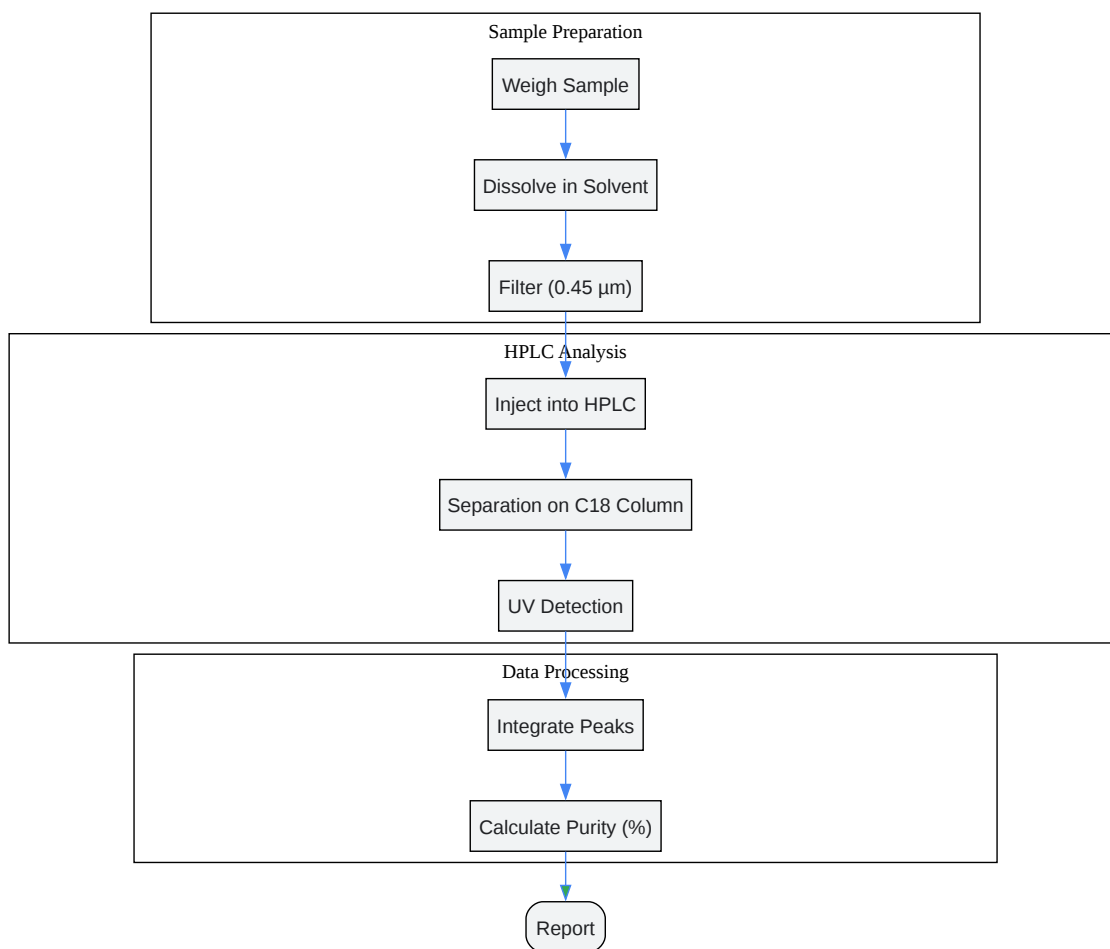 Sample Preparation
Weigh Sample
Dissolve in Solvent
Filter (0.45 µm)
HPLC Analysis
Inject into HPLC
Separation on C18 Column
UV Detection
Data Processing
Integrate Peaks
Calculate Purity (%)
Report